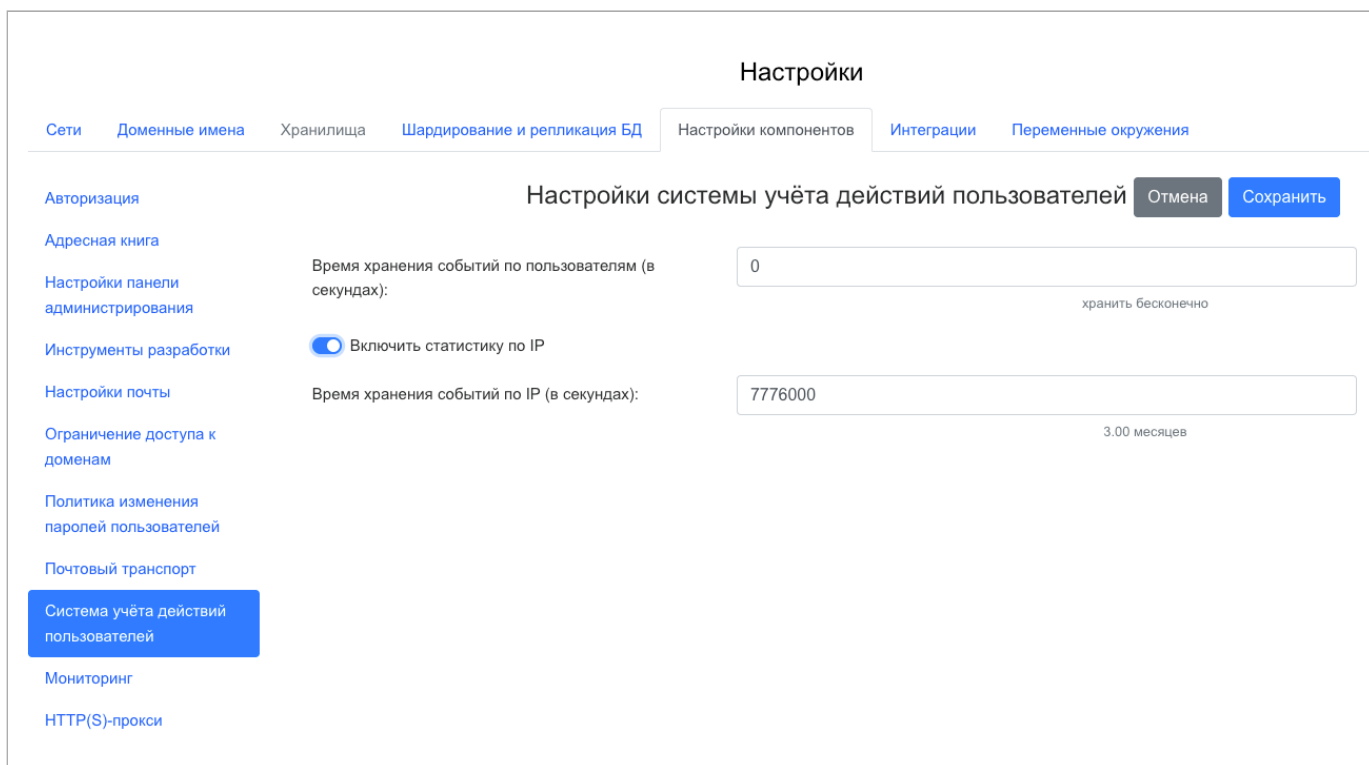 Настройки
Сети Доменные имена Хранилища Шардирование и репликация БД Настройки компонентов Интеграции Переменные окружения
Авторизация
Адресная книга
Настройки панели
администрирования
Инструменты разработки
Настройки почты
Ограничение доступа к
доменам
Политика изменения
паролей пользователей
Почтовый транспорт
Система учёта действий
пользователей
Мониторинг
HTTP(S)-прокси
Настройки системы учёта действий пользователей Отмена Сохранить
Время хранения событий по пользователям (в
секундах):
0
хранить бесконечно
Включить статистику по IP
Время хранения событий по IP (в секундах):
7776000
3.00 месяцев